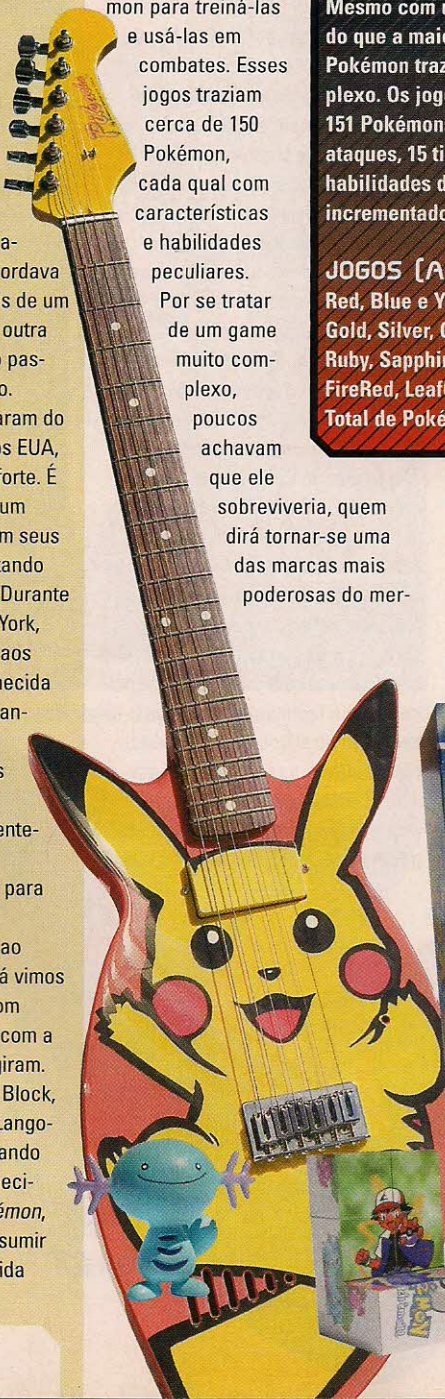 mon para treiná-las
e usá-las em
combates. Esses
jogos traziam
cerca de 150
Pokémon,
cada qual com
características
e habilidades
peculiares.
Por se tratar
de um game
muito com-
plexo,
poucos
achavam
que ele
sobreviveria, quem
dirá tornar-se uma
das marcas mais
poderosas do mer-
Mesmo com
do que a maio
Pokémon traz
plexo. Os jog
151 Pokémon
ataques, 15 ti
habilidades d
incrementado
JOGOS (A
Red, Blue e Y
Gold, Silver, C
Ruby, Sapphir
FireRed, Leaf
Total de Poké
a-
ordava
s de um
outra
pas-
o.
aram do
os EUA,
forte. É
um
m seus
tando
Durante
York,
aos
necida
an-
s
ente-
para
ao
á vimos
om
com a
giram.
Block,
Lango-
ando
eci-
émon,
sumir
ida